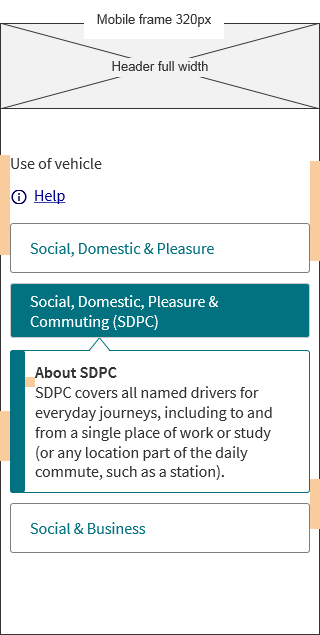 Mobile frame 320px
Header full width
Use of vehicle
Help
Social, Domestic & Pleasure
Social, Domestic, Pleasure &
Commuting (SDPC)
About SDPC
SDPC covers all named drivers for
everyday journeys, including to and
from a single place of work or study
(or any location part of the daily
commute, such as a station).
Social & Business